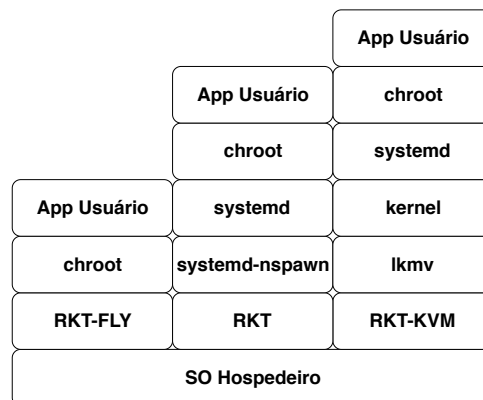 App Usuário
App Usuário chroot
chroot systemd
App Usuário systemd kernel
chroot systemd-nspawn lkmv
RKT-FLY RKT RKT-KVM
SO Hospedeiro